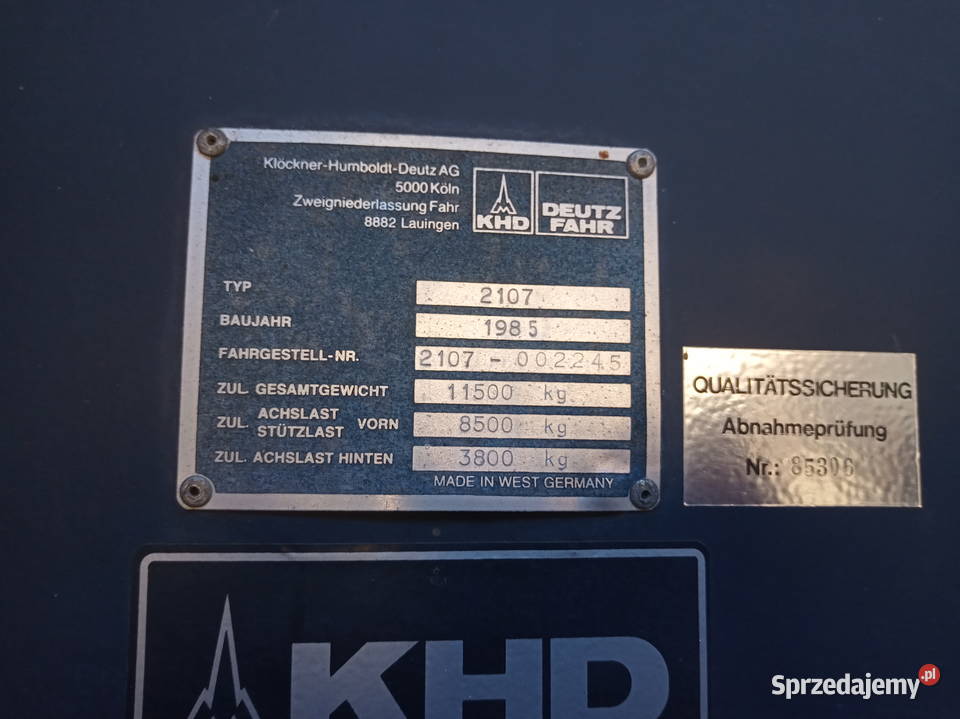 Klöckner-Humboldt-Deutz AG
5000 Köln
Zweigniederlassung Fahr
8882 Lauingen
KHD
DEUTZ
FAHR
TYP 2107
BAUJAHR 1985
FAHRGESTELL-NR. 2107-002245
ZUL. GESAMTGEWICHT 11500 kg
ZUL. ACHSLAST
STÜTZLAST VORN 8500 kg
ZUL. ACHSLAST HINTEN 3800 kg
MADE IN WEST GERMANY
QUALITÄTSSICHERUNG
Abnahmeprüfung
Nr.: 85306
KHD
Sprzedajemy.pl